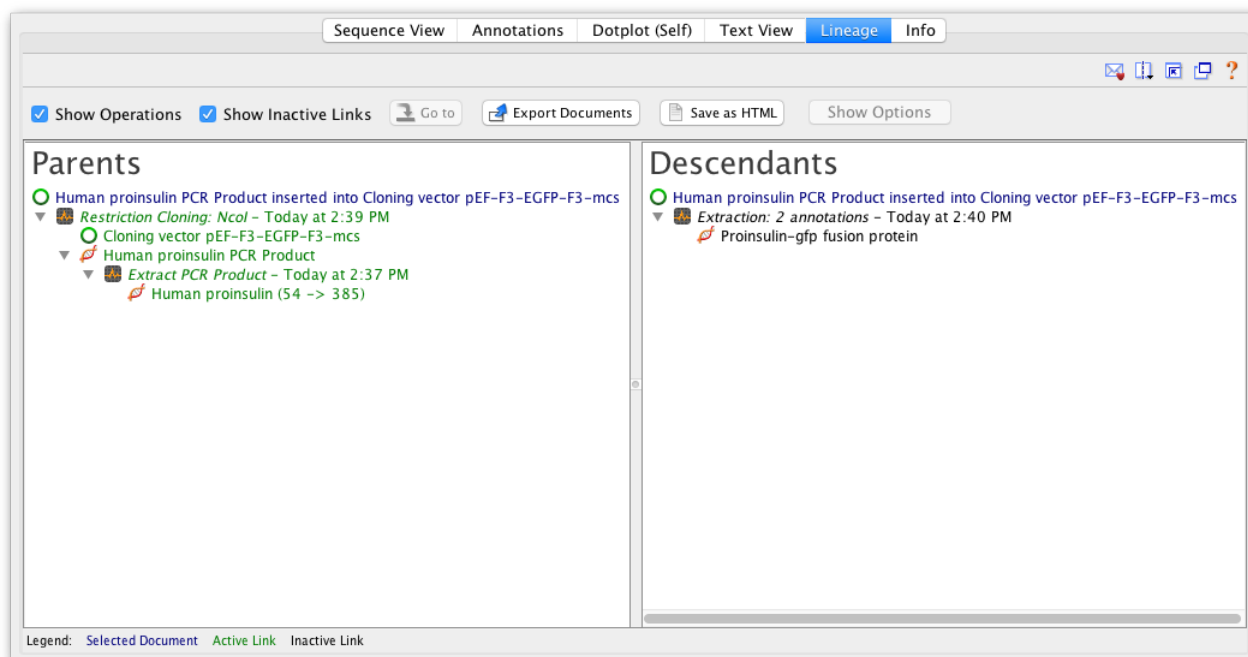 Sequence View Annotations Dotplot (Self) Text View Lineage Info
?
Show Operations Show Inactive Links Go to Export Documents Save as HTML Show Options
Parents
Human proinsulin PCR Product inserted into Cloning vector pEF-F3-EGFP-F3-mcs
Restriction Cloning: NcoI - Today at 2:39 PM
Cloning vector pEF-F3-EGFP-F3-mcs
Human proinsulin PCR Product
Extract PCR Product - Today at 2:37 PM
Human proinsulin (54 -> 385)
Descendants
Human proinsulin PCR Product inserted into Cloning vector pEF-F3-EGFP-F3-mcs
Extraction: 2 annotations - Today at 2:40 PM
Proinsulin-gfp fusion protein
Legend: Selected Document Active Link Inactive Link